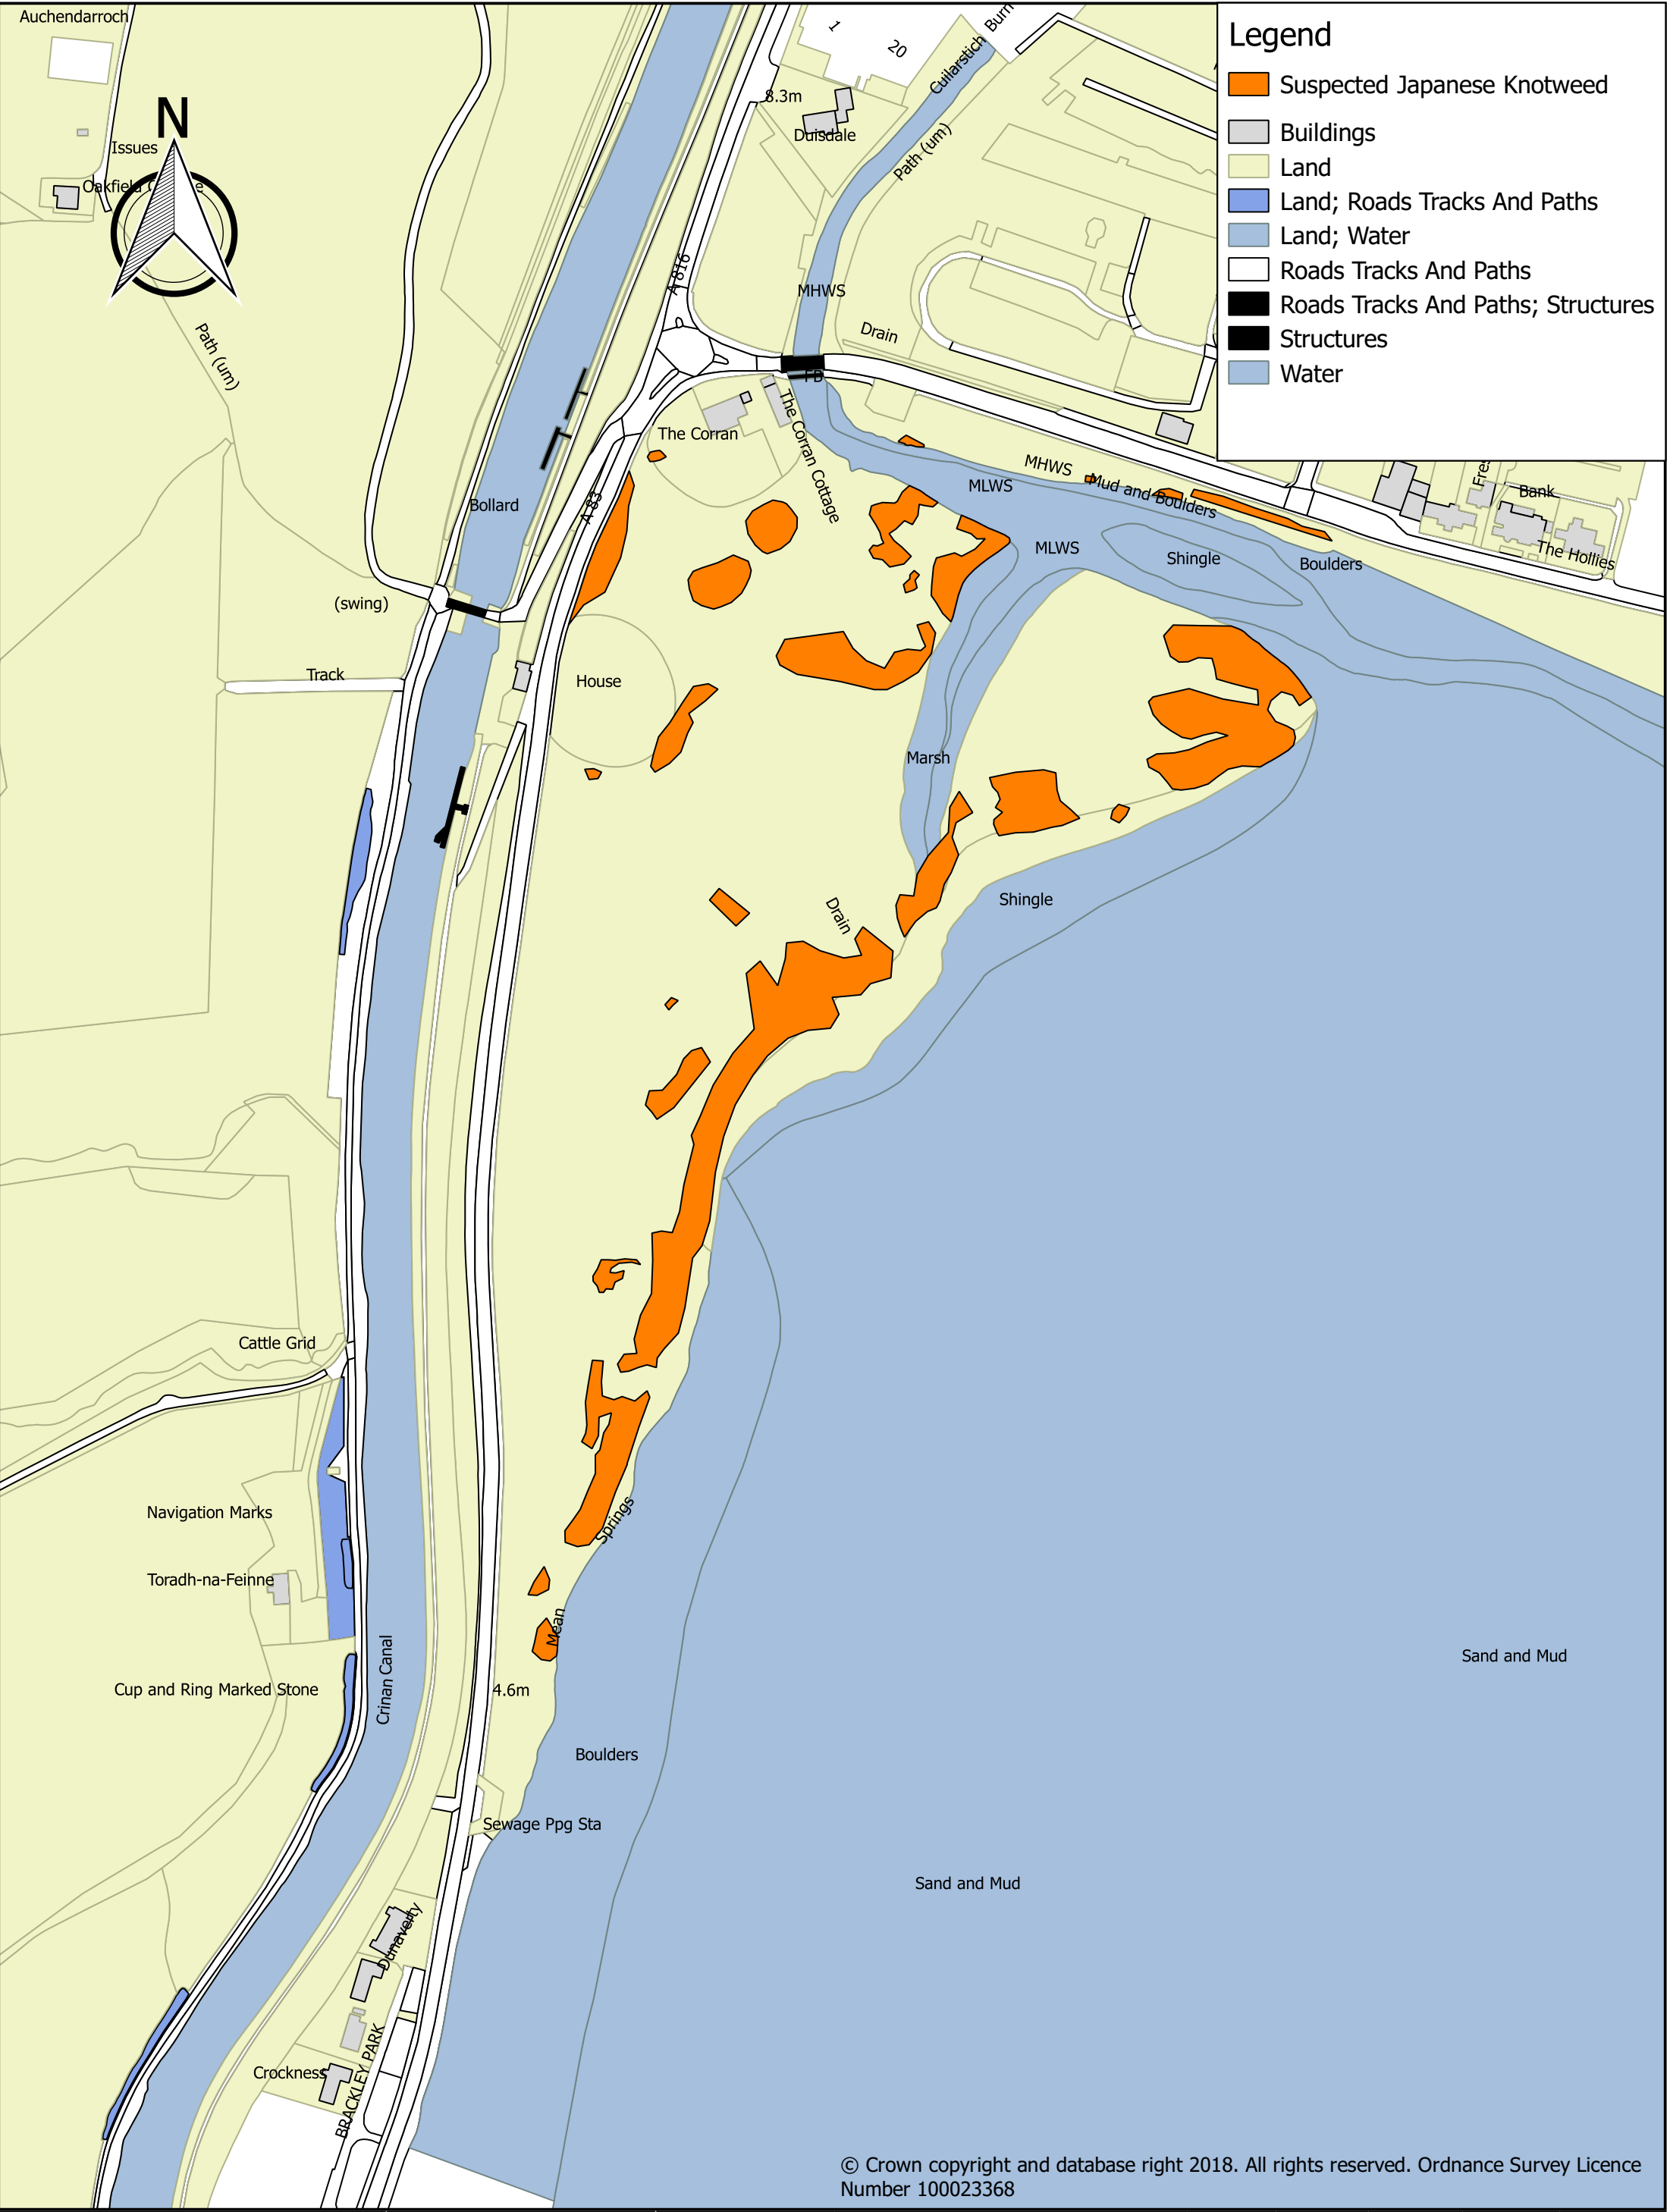 Auchendarroch
1
20
Cuilarstich Burn
Legend
Suspected Japanese Knotweed
Buildings
Land
Land; Roads Tracks And Paths
Land; Water
Roads Tracks And Paths
Roads Tracks And Paths; Structures
Structures
Water
8.3m
N
Duisdale
Issues
Path (um)
Oakfield
A 816
MHWS
Drain
Path (um)
FB
The Corran
The Corran Cottage
MHWS
MLWS
Mud and Boulders
Bank
Bollard
A 83
MLWS
Shingle
Boulders
The Hollies
(swing)
Track
House
Marsh
Shingle
Drain
Cattle Grid
Navigation Marks
Springs
Toradh-na-Feinne
Mean
Crinan Canal
Sand and Mud
Cup and Ring Marked Stone
4.6m
Boulders
Sewage Ppg Sta
Sand and Mud
Dunaverty
Crockness
BRACKLEY PARK
© Crown copyright and database right 2018. All rights reserved. Ordnance Survey Licence
Number 100023368